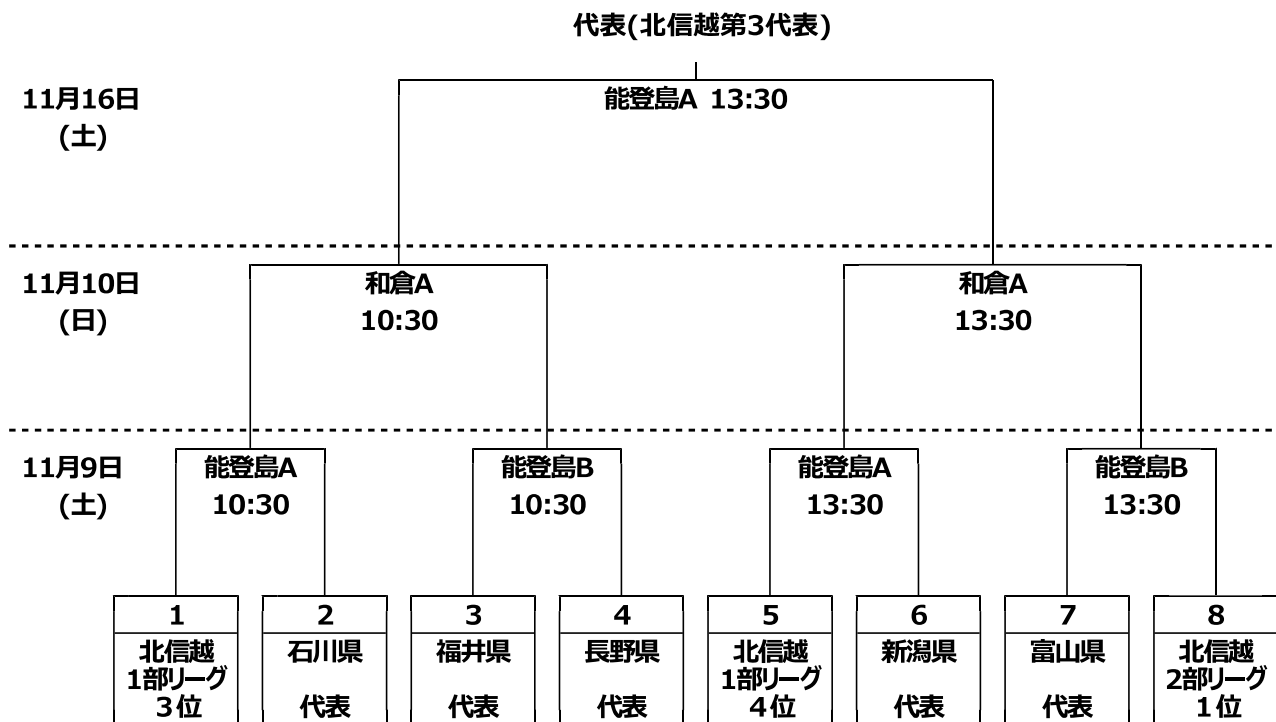 代表(北信越第3代表)
11月16日
(土)
能登島A 13:30
11月10日
(日)
和倉A
10:30
和倉A
13:30
11月9日
(土)
能登島A
10:30
能登島B
10:30
能登島A
13:30
能登島B
13:30
1
北信越
1部リーグ
3位
2
石川県
代表
3
福井県
代表
4
長野県
代表
5
北信越
1部リーグ
4位
6
新潟県
代表
7
富山県
代表
8
北信越
2部リーグ
1位